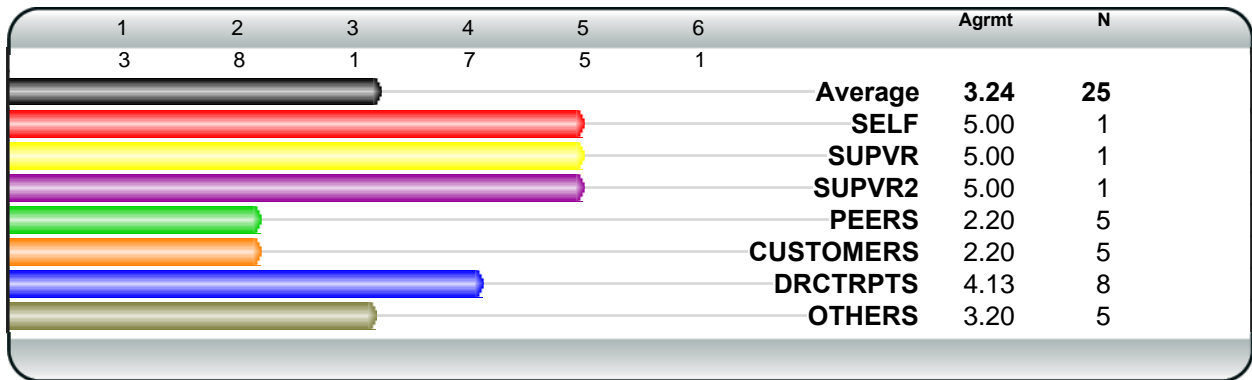 1 2 3 4 5 6 Agrmt N
3 8 1 7 5 1
Average 3.24 25
SELF 5.00 1
SUPVR 5.00 1
SUPVR2 5.00 1
PEERS 2.20 5
CUSTOMERS 2.20 5
DRCTRPTS 4.13 8
OTHERS 3.20 5